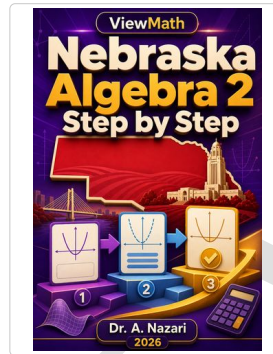 ViewMath
Nebraska
Algebra 2
Step by Step
1
2
3
Dr. A. Nazari
2026